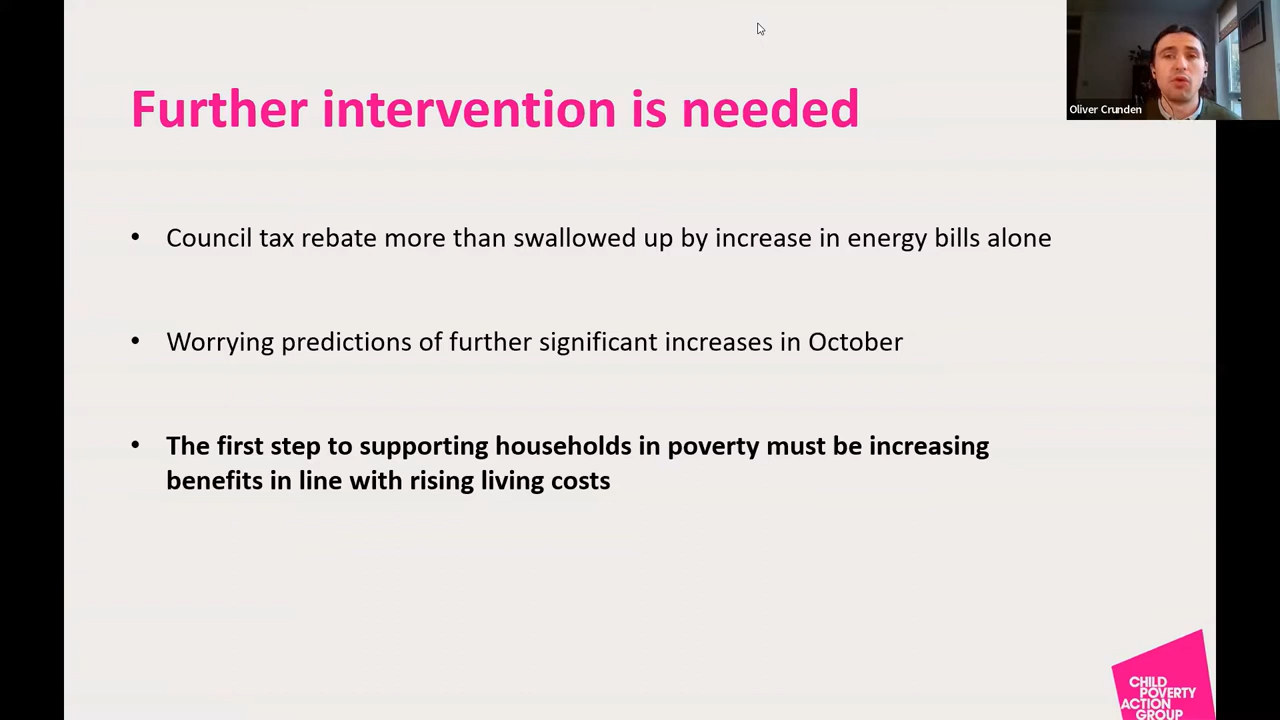 Further intervention is needed
Oliver Crunden
• Council tax rebate more than swallowed up by increase in energy bills alone
• Worrying predictions of further significant increases in October
• The first step to supporting households in poverty must be increasing
benefits in line with rising living costs
CHILD
POVERTY
ACTION
GROUP